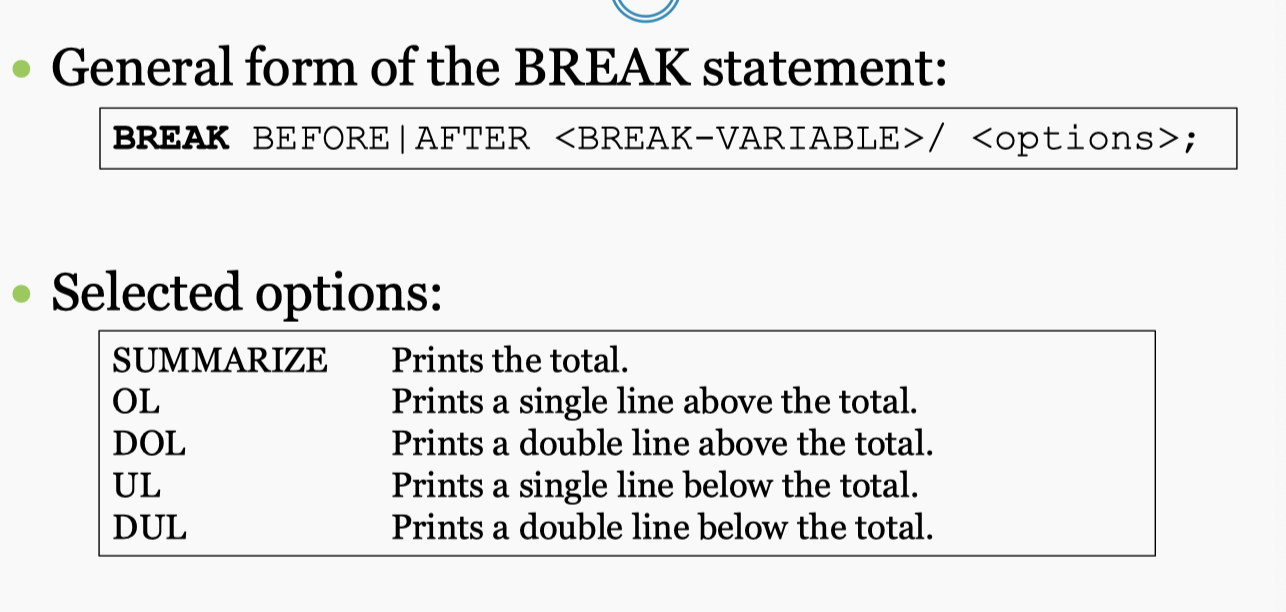 • General form of the BREAK statement:
BREAK BEFORE|AFTER <BREAK-VARIABLE>/ <options>;
• Selected options:
SUMMARIZE Prints the total.
OL Prints a single line above the total.
DOL Prints a double line above the total.
UL Prints a single line below the total.
DUL Prints a double line below the total.